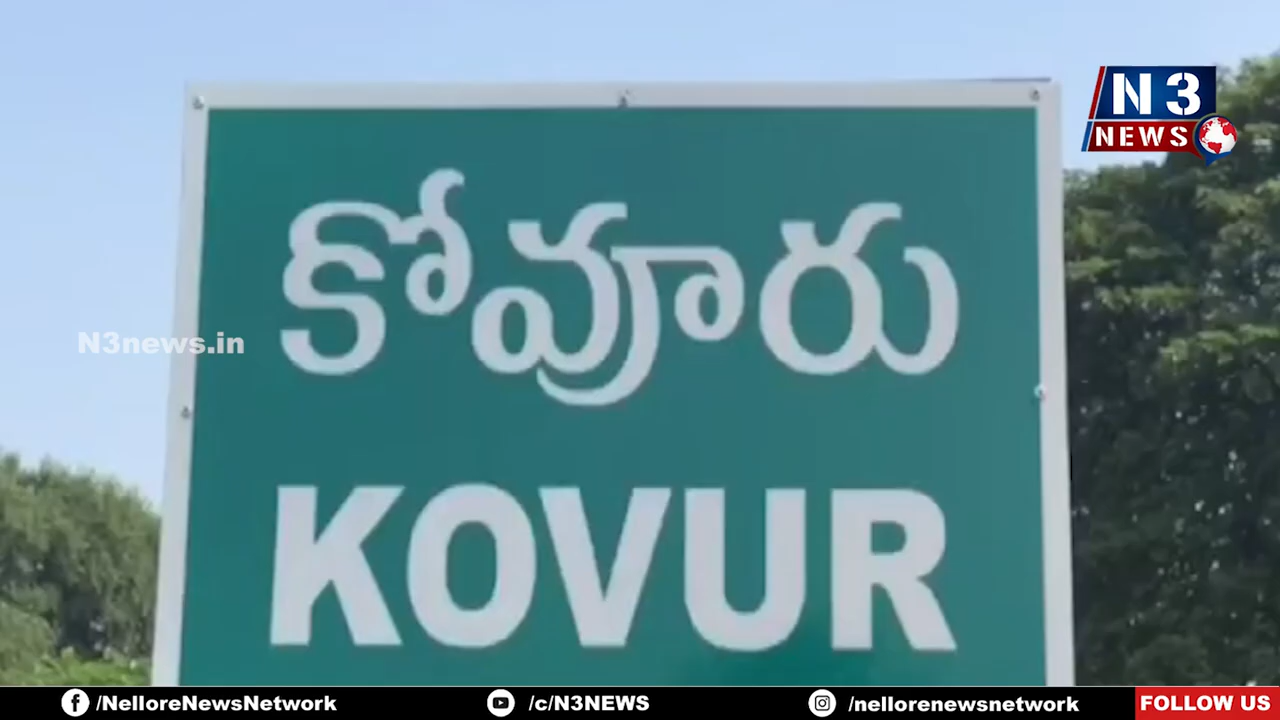 N3
NEWS
కోవూరు
N3news.in
KOVUR
/NelloreNewsNetwork
/c/N3NEWS
/nellorenewsnetwork
FOLLOW US